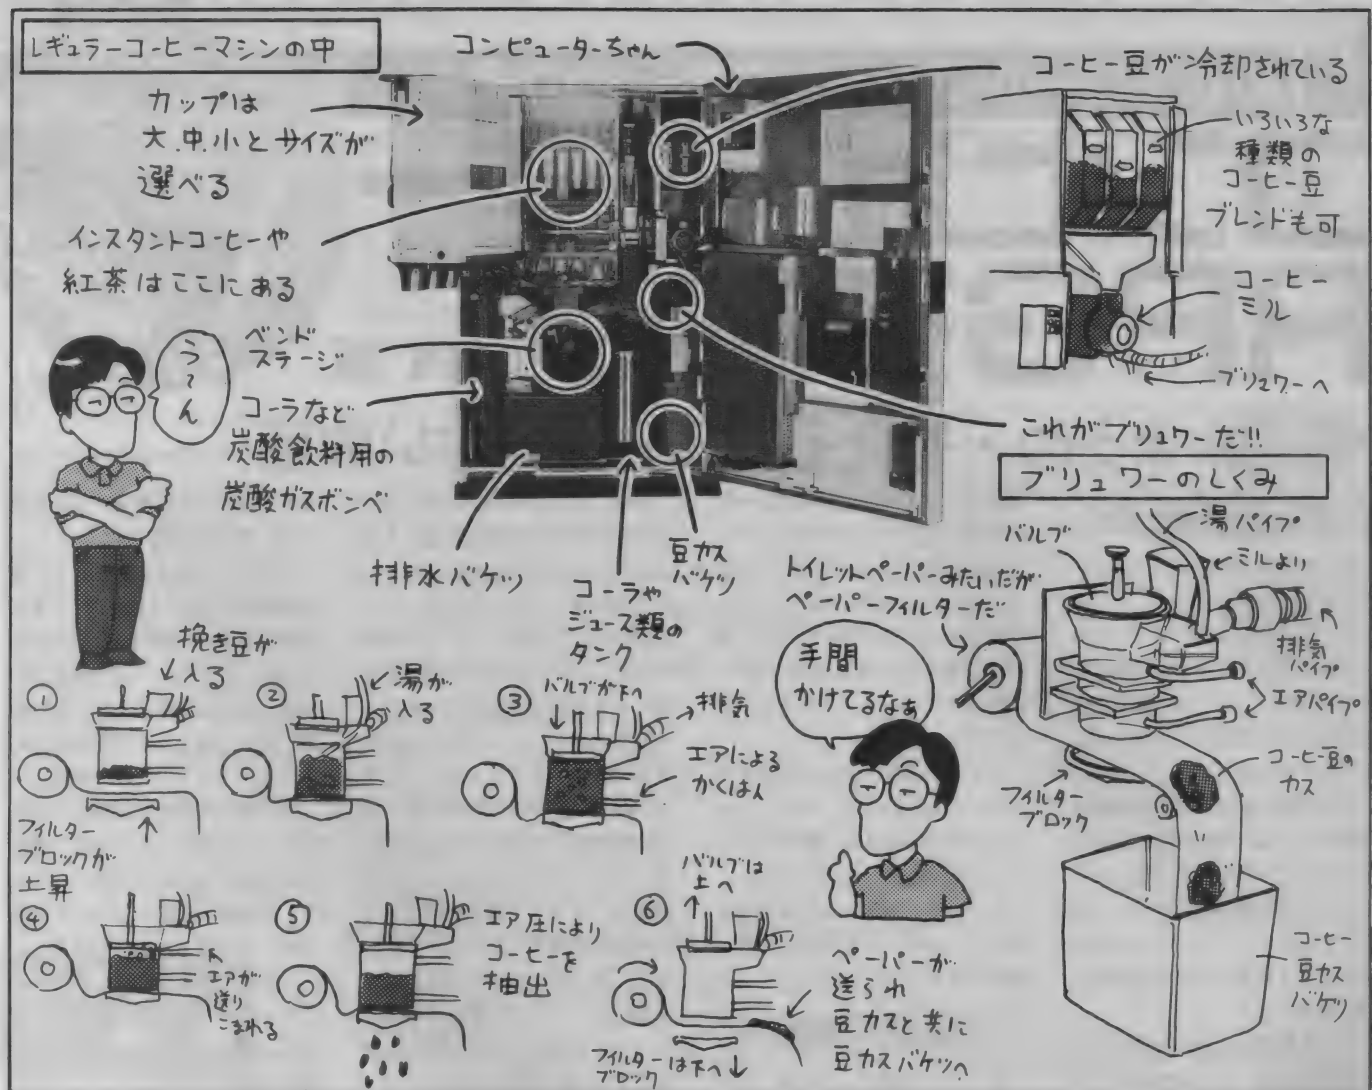 レギュラーコーヒーマシンの中
コンピューターちゃん
カップは
大.中.小とサイズが
選べる
インスタントコーヒーや
紅茶はここにある
ベンド
ステージ
コーラなど
炭酸飲料用の
炭酸ガスボンベ
う〜ん
排水バケツ
コーラや
ジュース類の
タンク
豆カス
バケツ
コーヒー豆が冷却されている
いろいろな
種類の
コーヒー豆
ブレンドも可
コーヒー
ミル
ブリュワーへ
これがブリュワーだ!!
ブリュワーのしくみ
湯パイプ
バルブ
ミルより
排気
パイプ
エアパイプ
トイレットペーパーみたいだが
ペーパーフィルターだ
手間
かけてるなぁ
フィルター
ブロック
コーヒー豆の
カス
コーヒー
豆カス
バケツ
①
挽き豆が
入る
フィルター
ブロックが
上昇
②
湯が
入る
③
バルブが下へ
排気
エアによる
かくはん
④
エアが
送り
こまれる
⑤
エア圧により
コーヒーを
抽出
⑥
バルブは
上へ
フィルター
ブロックは下へ
ペーパーが
送られ
豆カスと共に
豆カスバケツへ